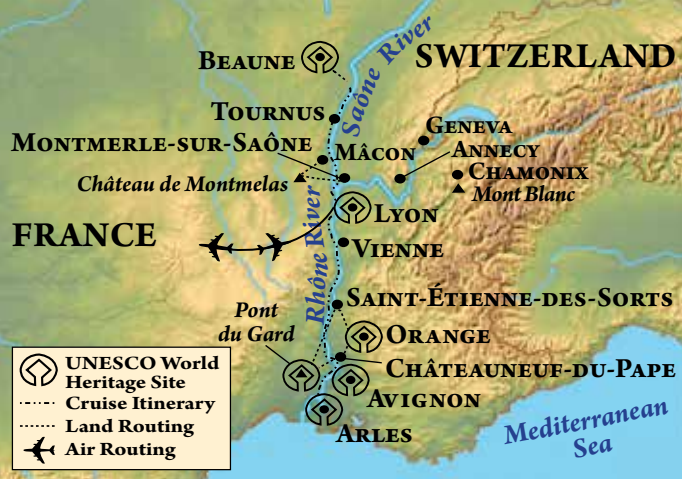 BEAUNE
Saône River
SWITZERLAND
TOURNUS
MONTMERLE-SUR-SAÔNE
MÂCON
GENEVA
ANNECY
CHAMONIX
Mont Blanc
Château de Montmelas
LYON
FRANCE
Rhône River
VIENNE
SAINT-ÉTIENNE-DES-SORTS
Pont
du Gard
ORANGE
CHÂTEAUNEUF-DU-PAPE
AVIGNON
ARLES
Mediterranean
Sea
UNESCO World
Heritage Site
Cruise Itinerary
Land Routing
Air Routing